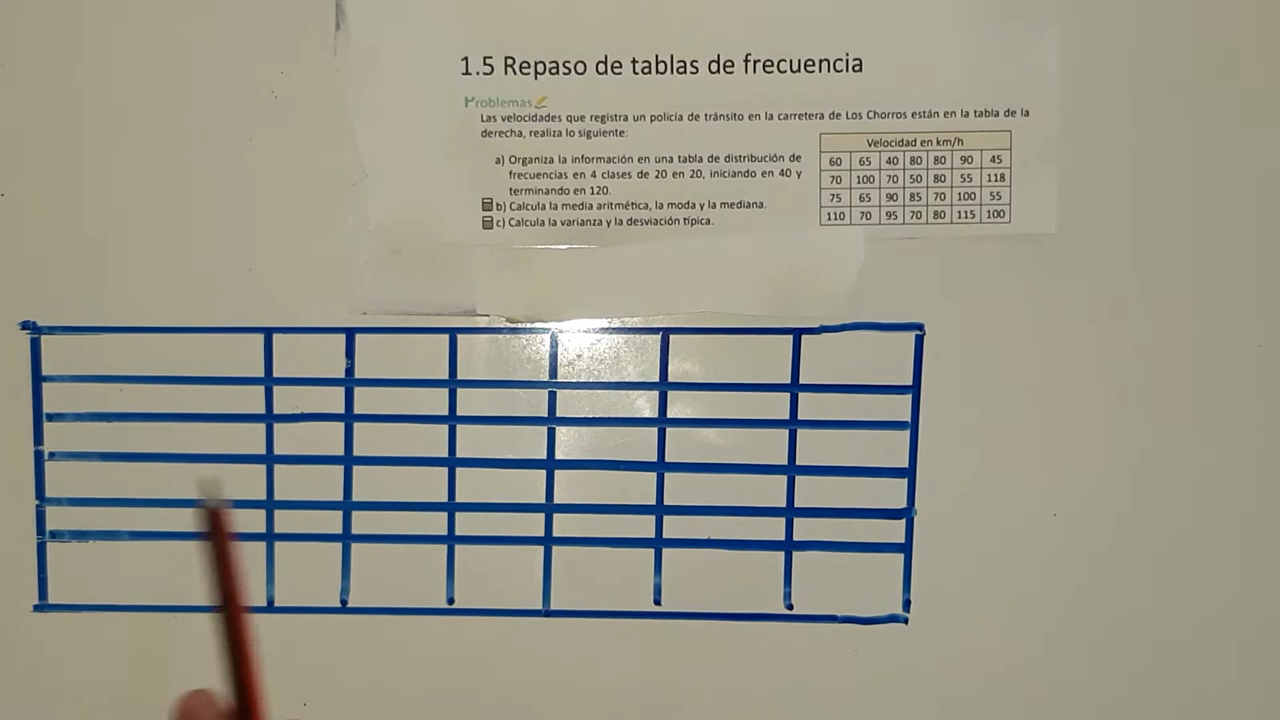 1.5 Repaso de tablas de frecuencia
Problemas
Las velocidades que registra un policía de tránsito en la carretera de Los Chorros están en la tabla de la
derecha, realiza lo siguiente:
a) Organiza la información en una tabla de distribución de
frecuencias en 4 clases de 20 en 20, iniciando en 40 y
terminando en 120.
b) Calcula la media aritmética, la moda y la mediana.
c) Calcula la varianza y la desviación típica.
Velocidad en km/h
60 65 40 80 80 90 45
70 100 70 50 80 55 118
75 65 90 85 70 100 55
110 70 95 70 80 115 100